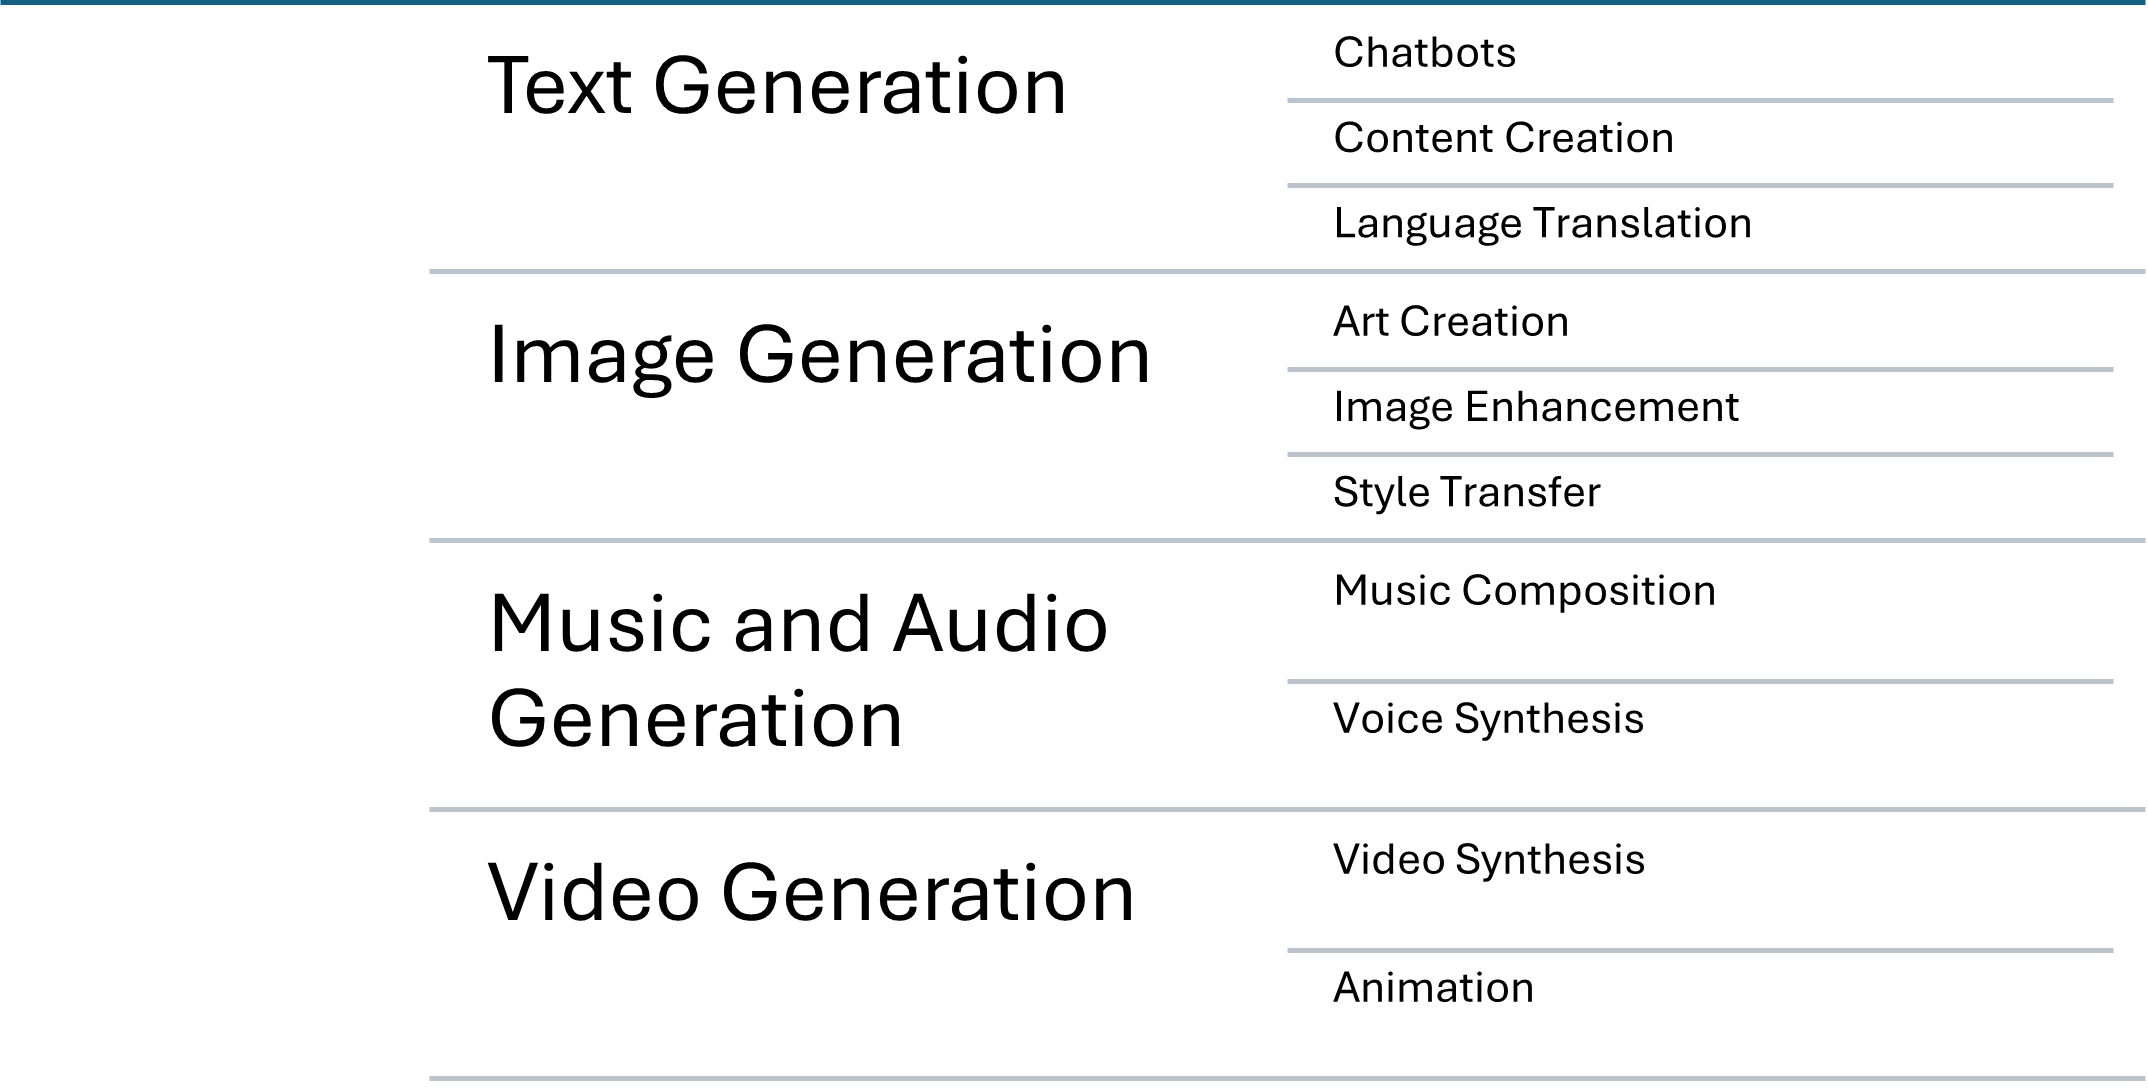 Text Generation
Chatbots
Content Creation
Language Translation
Image Generation
Art Creation
Image Enhancement
Style Transfer
Music and Audio
Generation
Music Composition
Voice Synthesis
Video Generation
Video Synthesis
Animation